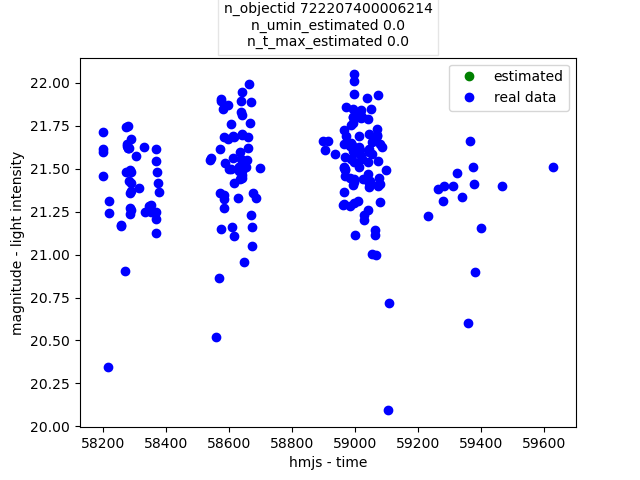 n_objectid 722207400006214
n_umin_estimated 0.0
n_t_max_estimated 0.0
estimated
real data
magnitude - light intensity
22.00
21.75
21.50
21.25
21.00
20.75
20.50
20.25
20.00
58200 58400 58600 58800 59000 59200 59400 59600
hmjs - time